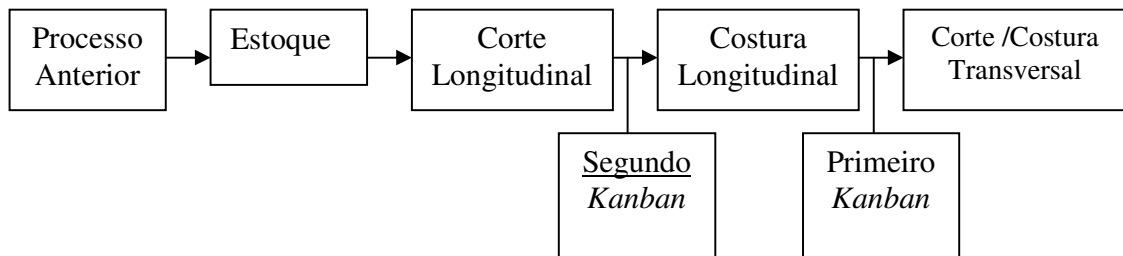 Processo
Anterior
Estoque
Corte
Longitudinal
Costura
Longitudinal
Corte /Costura
Transversal
Segundo
Kanban
Primeiro
Kanban